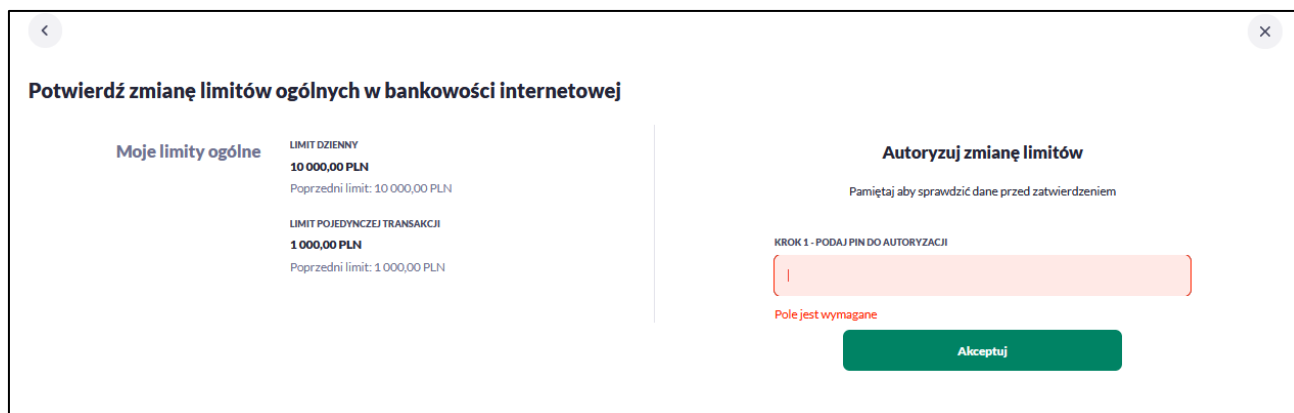 Potwierdź zmianę limitów ogólnych w bankowości internetowej
Moje limity ogólne
LIMIT DZIENNY
10 000,00 PLN
Poprzedni limit: 10 000,00 PLN
LIMIT POJEDYNCZEJ TRANSAKCJI
1 000,00 PLN
Poprzedni limit: 1 000,00 PLN
Autoryzuj zmianę limitów
Pamiętaj aby sprawdzić dane przed zatwierdzeniem
KROK 1 - PODAJ PIN DO AUTORYZACJI
Pole jest wymagane
Akceptuj